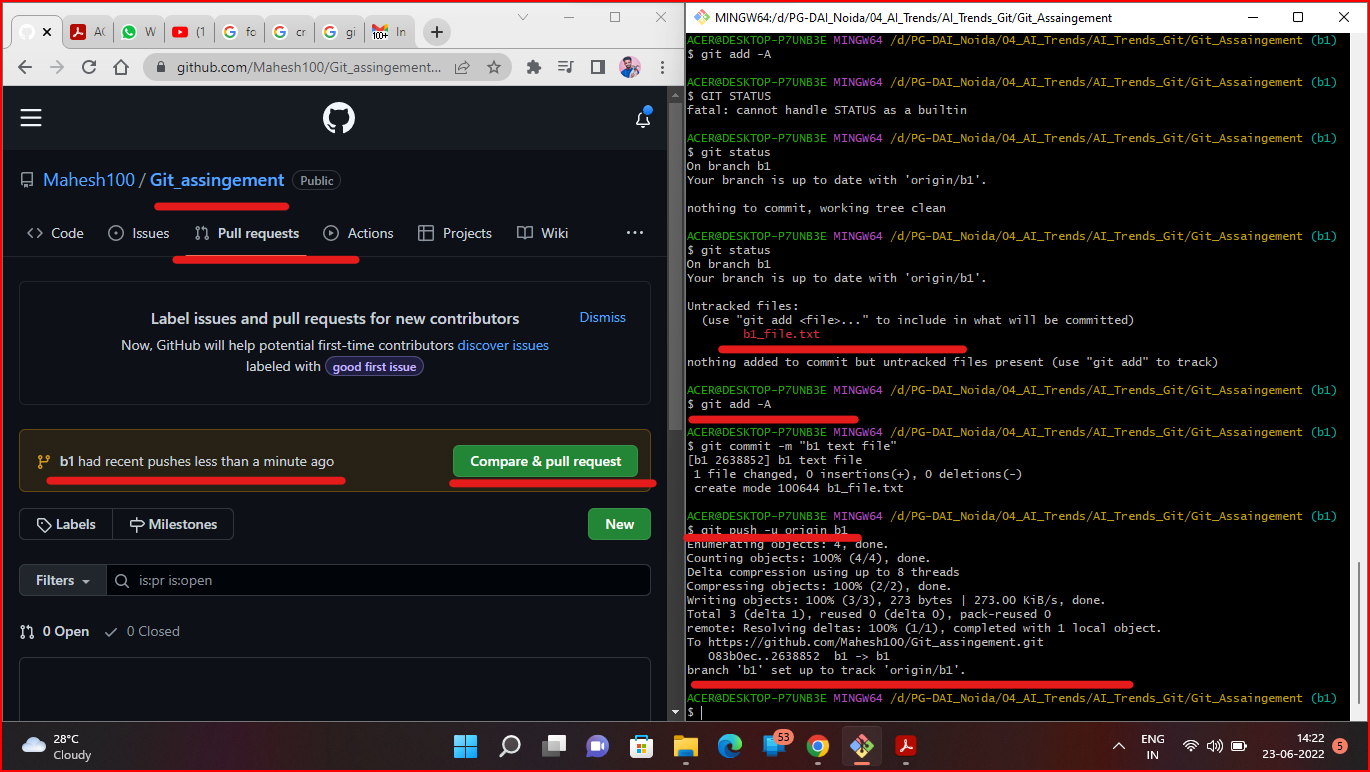 AC
W
(1
fo
cr
gi
100+
In
github.com/Mahesh100/Git_assingement...
Mahesh100 / Git_assingement Public
Code Issues Pull requests Actions Projects Wiki
Label issues and pull requests for new contributors
Dismiss
Now, GitHub will help potential first-time contributors discover issues
labeled with good first issue
b1 had recent pushes less than a minute ago
Compare & pull request
Labels Milestones
New
Filters is:pr is:open
0 Open 0 Closed
MINGW64:/d/PG-DAI_Noida/04_AI_Trends/AI_Trends_Git/Git_Assaingement
ACER@DESKTOP-P7UNB3E MINGW64 /d/PG-DAI_Noida/04_AI_Trends/AI_Trends_Git/Git_Assaingement (b1)
$ git add -A
ACER@DESKTOP-P7UNB3E MINGW64 /d/PG-DAI_Noida/04_AI_Trends/AI_Trends_Git/Git_Assaingement (b1)
$ GIT STATUS
fatal: cannot handle STATUS as a builtin
ACER@DESKTOP-P7UNB3E MINGW64 /d/PG-DAI_Noida/04_AI_Trends/AI_Trends_Git/Git_Assaingement (b1)
$ git status
On branch b1
Your branch is up to date with 'origin/b1'.
nothing to commit, working tree clean
ACER@DESKTOP-P7UNB3E MINGW64 /d/PG-DAI_Noida/04_AI_Trends/AI_Trends_Git/Git_Assaingement (b1)
$ git status
On branch b1
Your branch is up to date with 'origin/b1'.
Untracked files:
(use "git add <file>..." to include in what will be committed)
b1_file.txt
nothing added to commit but untracked files present (use "git add" to track)
ACER@DESKTOP-P7UNB3E MINGW64 /d/PG-DAI_Noida/04_AI_Trends/AI_Trends_Git/Git_Assaingement (b1)
$ git add -A
ACER@DESKTOP-P7UNB3E MINGW64 /d/PG-DAI_Noida/04_AI_Trends/AI_Trends_Git/Git_Assaingement (b1)
$ git commit -m "b1 text file"
[b1 2638852] b1 text file
1 file changed, 0 insertions(+), 0 deletions(-)
create mode 100644 b1_file.txt
ACER@DESKTOP-P7UNB3E MINGW64 /d/PG-DAI_Noida/04_AI_Trends/AI_Trends_Git/Git_Assaingement (b1)
$ git push -u origin b1
Enumerating objects: 4, done.
Counting objects: 100% (4/4), done.
Delta compression using up to 8 threads
Compressing objects: 100% (2/2), done.
Writing objects: 100% (3/3), 273 bytes | 273.00 KiB/s, done.
Total 3 (delta 1), reused 0 (delta 0), pack-reused 0
remote: Resolving deltas: 100% (1/1), completed with 1 local object.
To https://github.com/Mahesh100/Git_assingement.git
083b0ec..2638852 b1 -> b1
branch 'b1' set up to track 'origin/b1'.
ACER@DESKTOP-P7UNB3E MINGW64 /d/PG-DAI_Noida/04_AI_Trends/AI_Trends_Git/Git_Assaingement (b1)
$
28°C
Cloudy
53
ENG
IN
14:22
23-06-2022
5